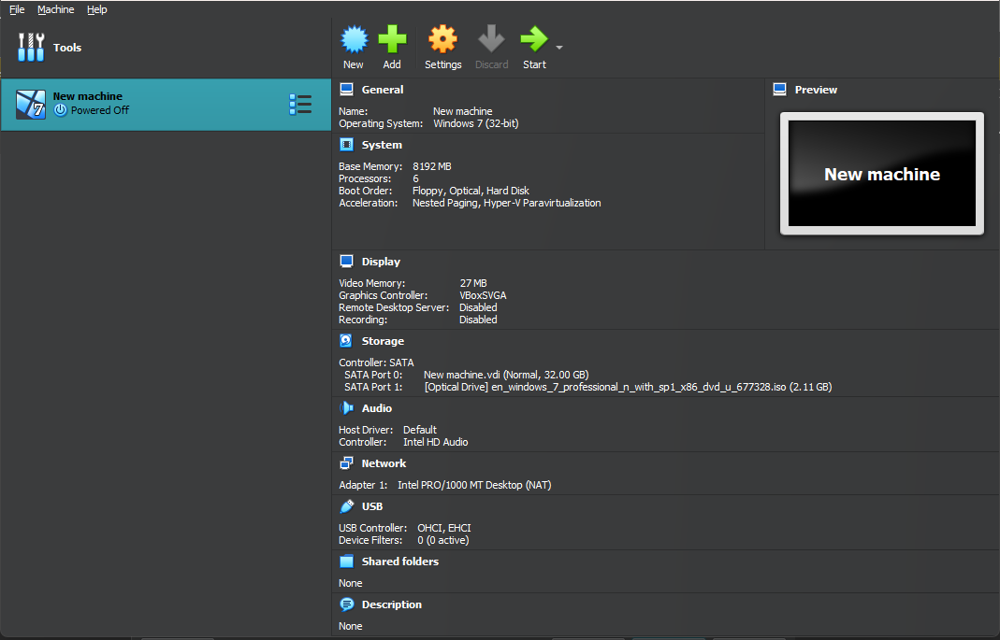 File Machine Help
Tools
New Add Settings Discard Start
New machine
Powered Off
General
Name: New machine
Operating System: Windows 7 (32-bit)
Preview
New machine
System
Base Memory: 8192 MB
Processors: 6
Boot Order: Floppy, Optical, Hard Disk
Acceleration: Nested Paging, Hyper-V Paravirtualization
Display
Video Memory: 27 MB
Graphics Controller: VBoxSVGA
Remote Desktop Server: Disabled
Recording: Disabled
Storage
Controller: SATA
SATA Port 0: New machine.vdi (Normal, 32.00 GB)
SATA Port 1: [Optical Drive] en_windows_7_professional_n_with_sp1_x86_dvd_u_677328.iso (2.11 GB)
Audio
Host Driver: Default
Controller: Intel HD Audio
Network
Adapter 1: Intel PRO/1000 MT Desktop (NAT)
USB
USB Controller: OHCI, EHCI
Device Filters: 0 (0 active)
Shared folders
None
Description
None